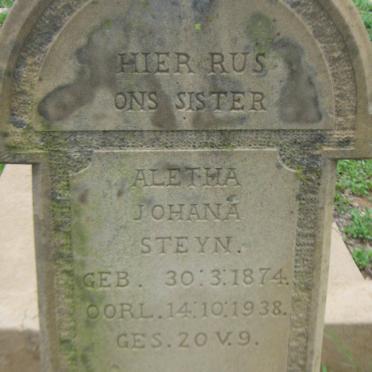 HIER RUS
ONS SISTER
ALETHA
JOHANA
STEYN.
GEB. 30:3:1874.
OORL. 14:10:1938.
GES. 20 V. 9.